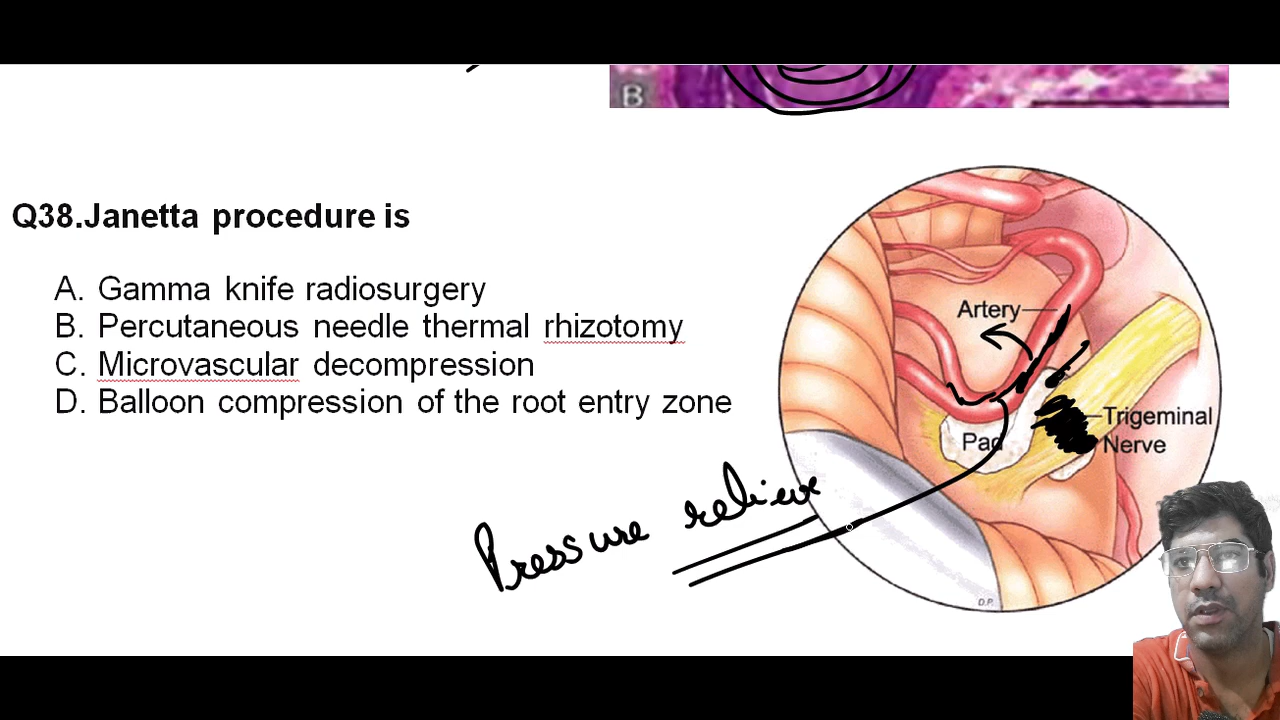 B
Q38.Janetta procedure is
A. Gamma knife radiosurgery
B. Percutaneous needle thermal rhizotomy
C. Microvascular decompression
D. Balloon compression of the root entry zone
Artery
Trigeminal
Nerve
Pad
Pressure relieve
D.P.